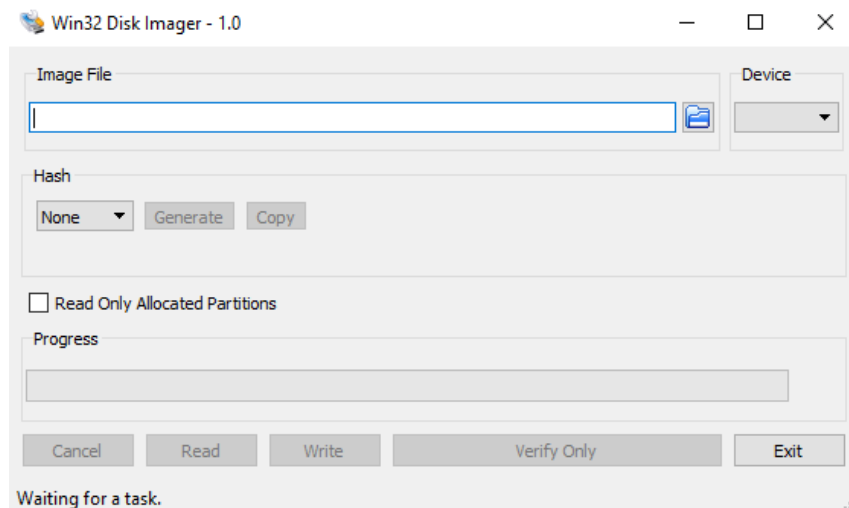 Win32 Disk Imager - 1.0
Image File
Device
Hash
None Generate Copy
Read Only Allocated Partitions
Progress
Cancel Read Write Verify Only Exit
Waiting for a task.